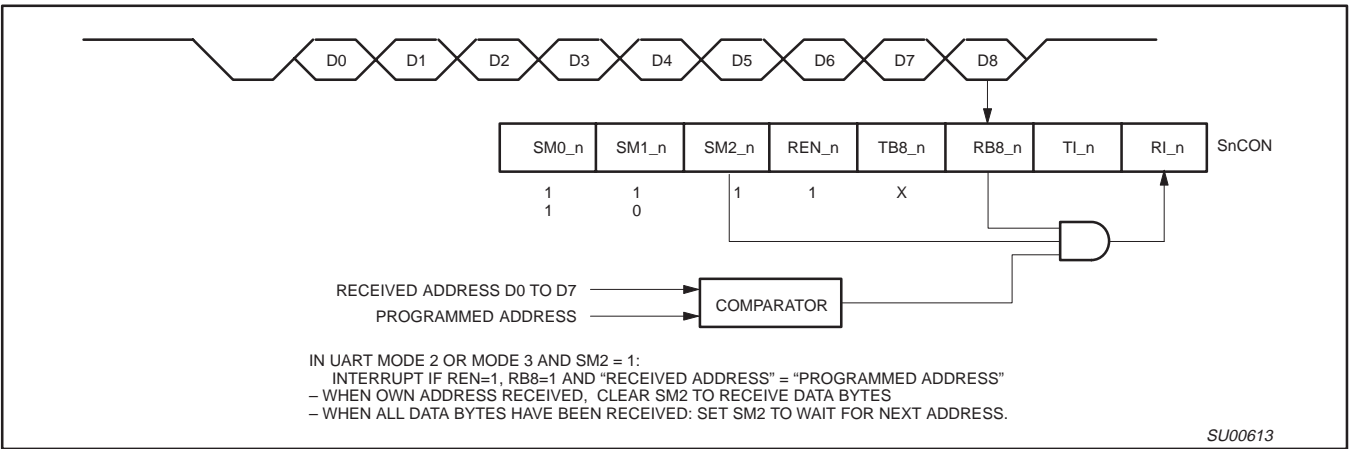 D0 D1 D2 D3 D4 D5 D6 D7 D8
SM0_n SM1_n SM2_n REN_n TB8_n RB8_n TI_n RI_n SnCON
1 1 1 1 X
1 0
RECEIVED ADDRESS D0 TO D7
PROGRAMMED ADDRESS
COMPARATOR
IN UART MODE 2 OR MODE 3 AND SM2 = 1:
INTERRUPT IF REN=1, RB8=1 AND “RECEIVED ADDRESS” = “PROGRAMMED ADDRESS”
– WHEN OWN ADDRESS RECEIVED, CLEAR SM2 TO RECEIVE DATA BYTES
– WHEN ALL DATA BYTES HAVE BEEN RECEIVED: SET SM2 TO WAIT FOR NEXT ADDRESS.
SU00613